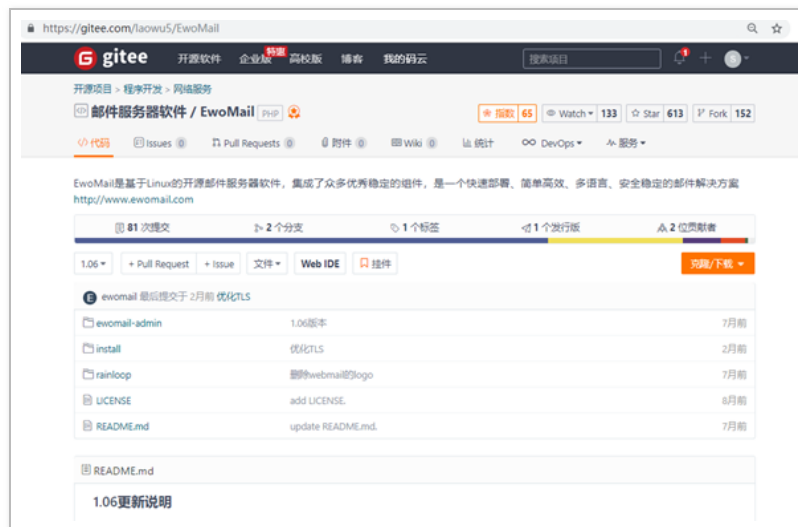 https://gitee.com/laowu5/EwoMail
gitee 开源软件 企业版 特惠 高校版 博客 我的码云 搜索项目 1 S
开源项目 > 程序开发 > 网络服务
邮件服务器软件 / EwoMail PHP 指数 65 Watch 133 Star 613 Fork 152
代码 Issues 0 Pull Requests 0 附件 0 Wiki 0 统计 DevOps 服务
EwoMail是基于Linux的开源邮件服务器软件，集成了众多优秀稳定的组件，是一个快速部署、简单高效、多语言、安全稳定的邮件解决方案
http://www.ewomail.com
81 次提交 2 个分支 1 个标签 1 个发行版 2 位贡献者
1.06 + Pull Request + Issue 文件 Web IDE 挂件 克隆/下载
E ewomail 最后提交于 2月前 优化TLS
ewomail-admin 1.06版本 7月前
install 优化TLS 2月前
rainloop 删除webmail的logo 7月前
LICENSE add LICENSE. 8月前
README.md update README.md. 7月前
README.md
1.06更新说明